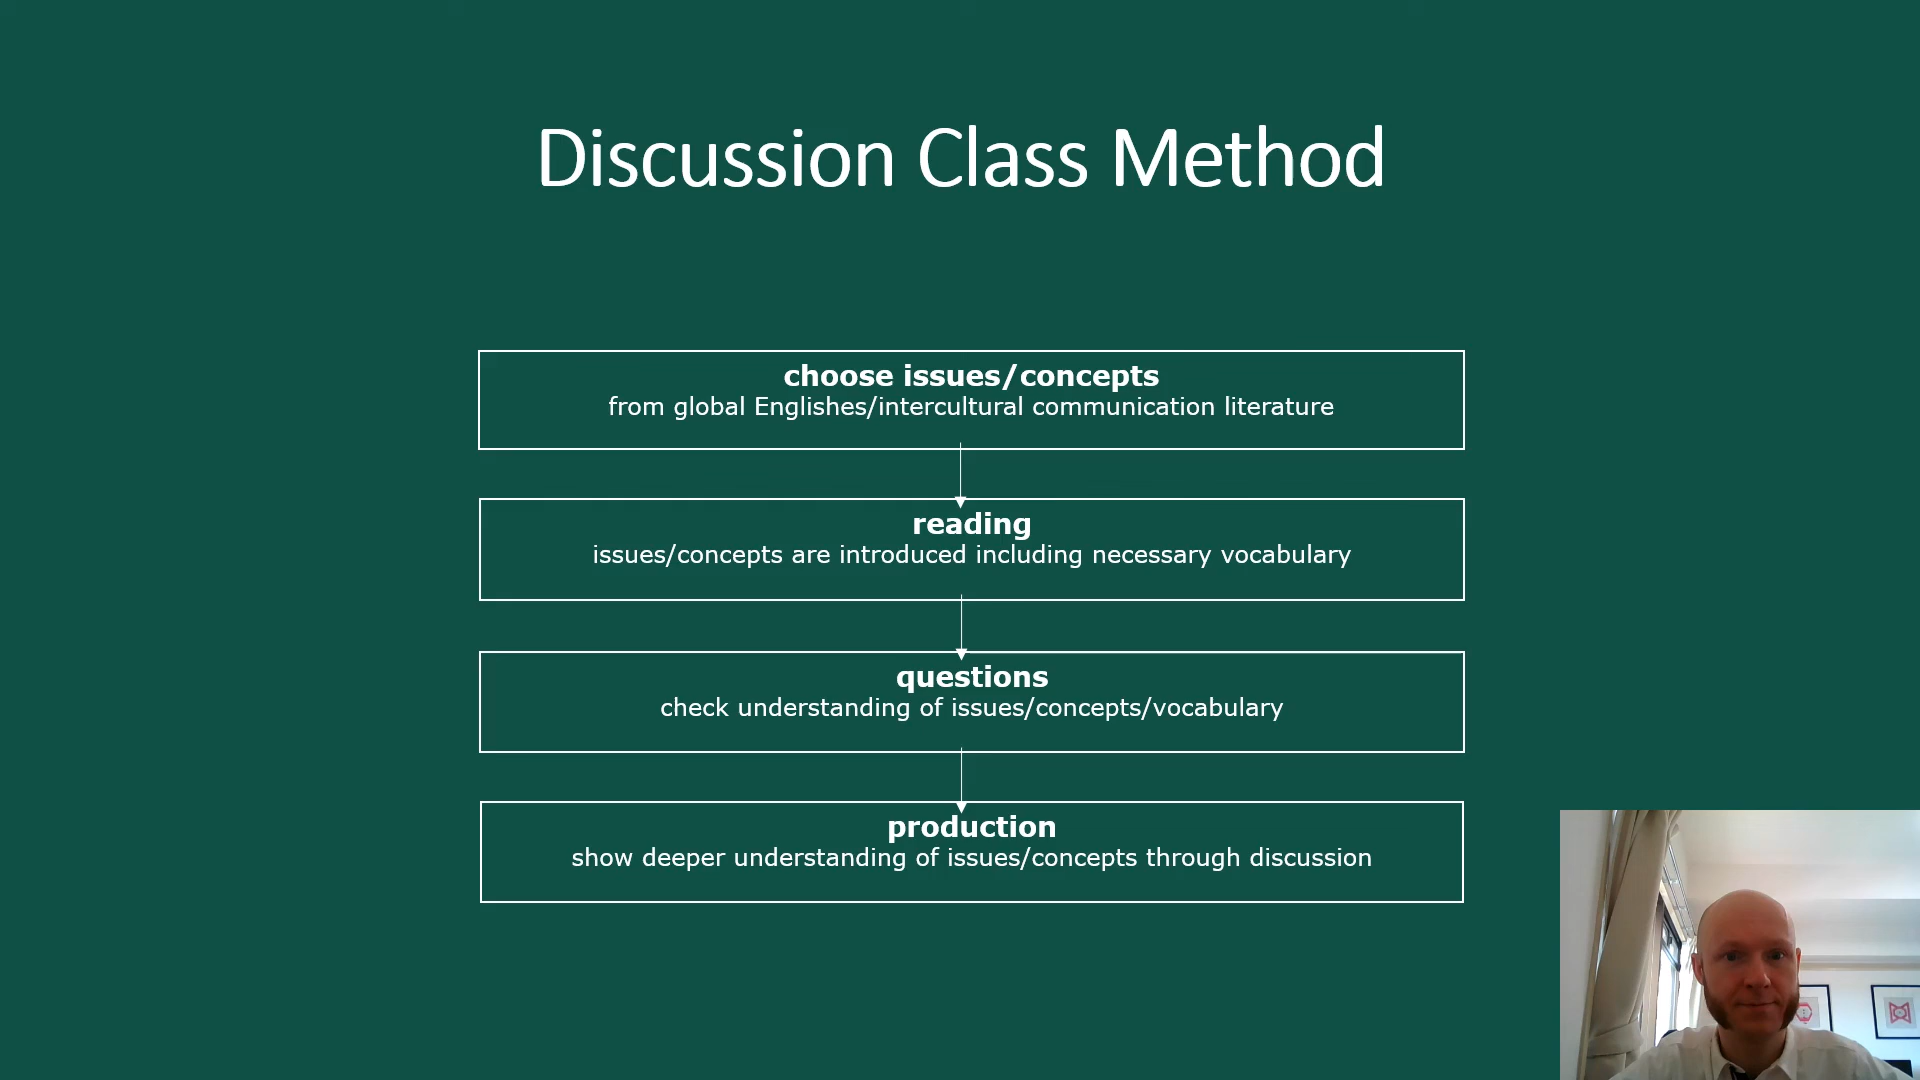 Discussion Class Method
choose issues/concepts
from global Englishes/intercultural communication literature
reading
issues/concepts are introduced including necessary vocabulary
questions
check understanding of issues/concepts/vocabulary
production
show deeper understanding of issues/concepts through discussion